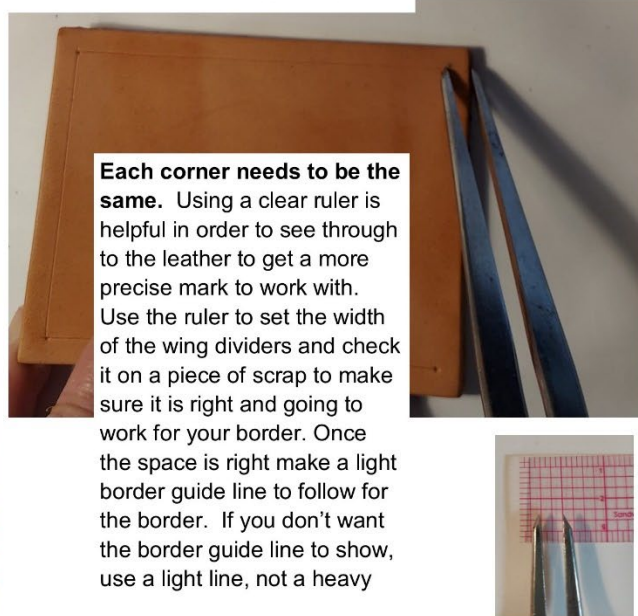 Each corner needs to be the
same. Using a clear ruler is
helpful in order to see through
to the leather to get a more
precise mark to work with.
Use the ruler to set the width
of the wing dividers and check
it on a piece of scrap to make
sure it is right and going to
work for your border. Once
the space is right make a light
border guide line to follow for
the border. If you don’t want
the border guide line to show,
use a light line, not a heavy